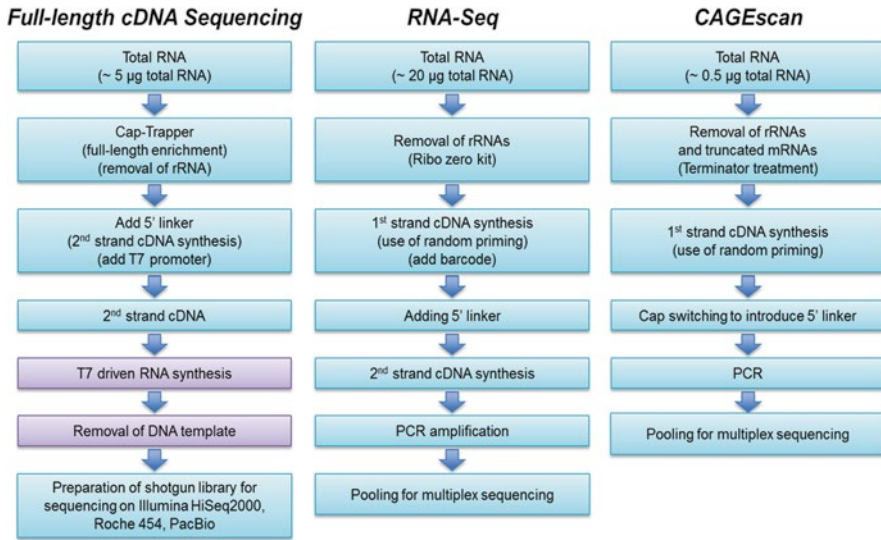 Full-length cDNA Sequencing
Total RNA
(~ 5 µg total RNA)
Cap-Trapper
(full-length enrichment)
(removal of rRNA)
Add 5’ linker
(2nd strand cDNA synthesis)
(add T7 promoter)
2nd strand cDNA
T7 driven RNA synthesis
Removal of DNA template
Preparation of shotgun library for
sequencing on Illumina HiSeq2000,
Roche 454, PacBio
RNA-Seq
Total RNA
(~ 20 µg total RNA)
Removal of rRNAs
(Ribo zero kit)
1st strand cDNA synthesis
(use of random priming)
(add barcode)
Adding 5’ linker
2nd strand cDNA synthesis
PCR amplification
Pooling for multiplex sequencing
CAGEscan
Total RNA
(~ 0.5 µg total RNA)
Removal of rRNAs
and truncated mRNAs
(Terminator treatment)
1st strand cDNA synthesis
(use of random priming)
Cap switching to introduce 5’ linker
PCR
Pooling for multiplex sequencing